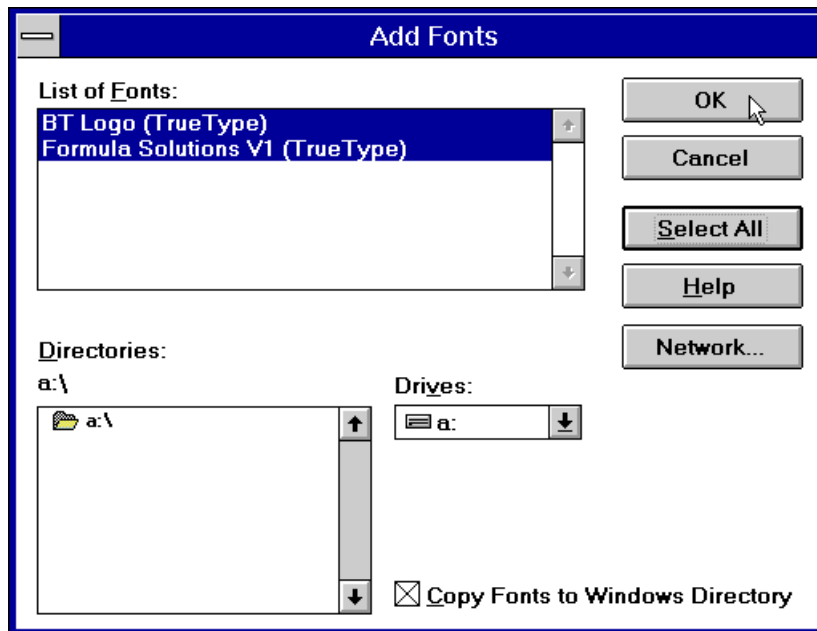 Add Fonts
List of Fonts:
BT Logo (TrueType)
Formula Solutions V1 (TrueType)
OK
Cancel
Select All
Help
Network...
Directories:
a:\
a:\
Drives:
a:
Copy Fonts to Windows Directory